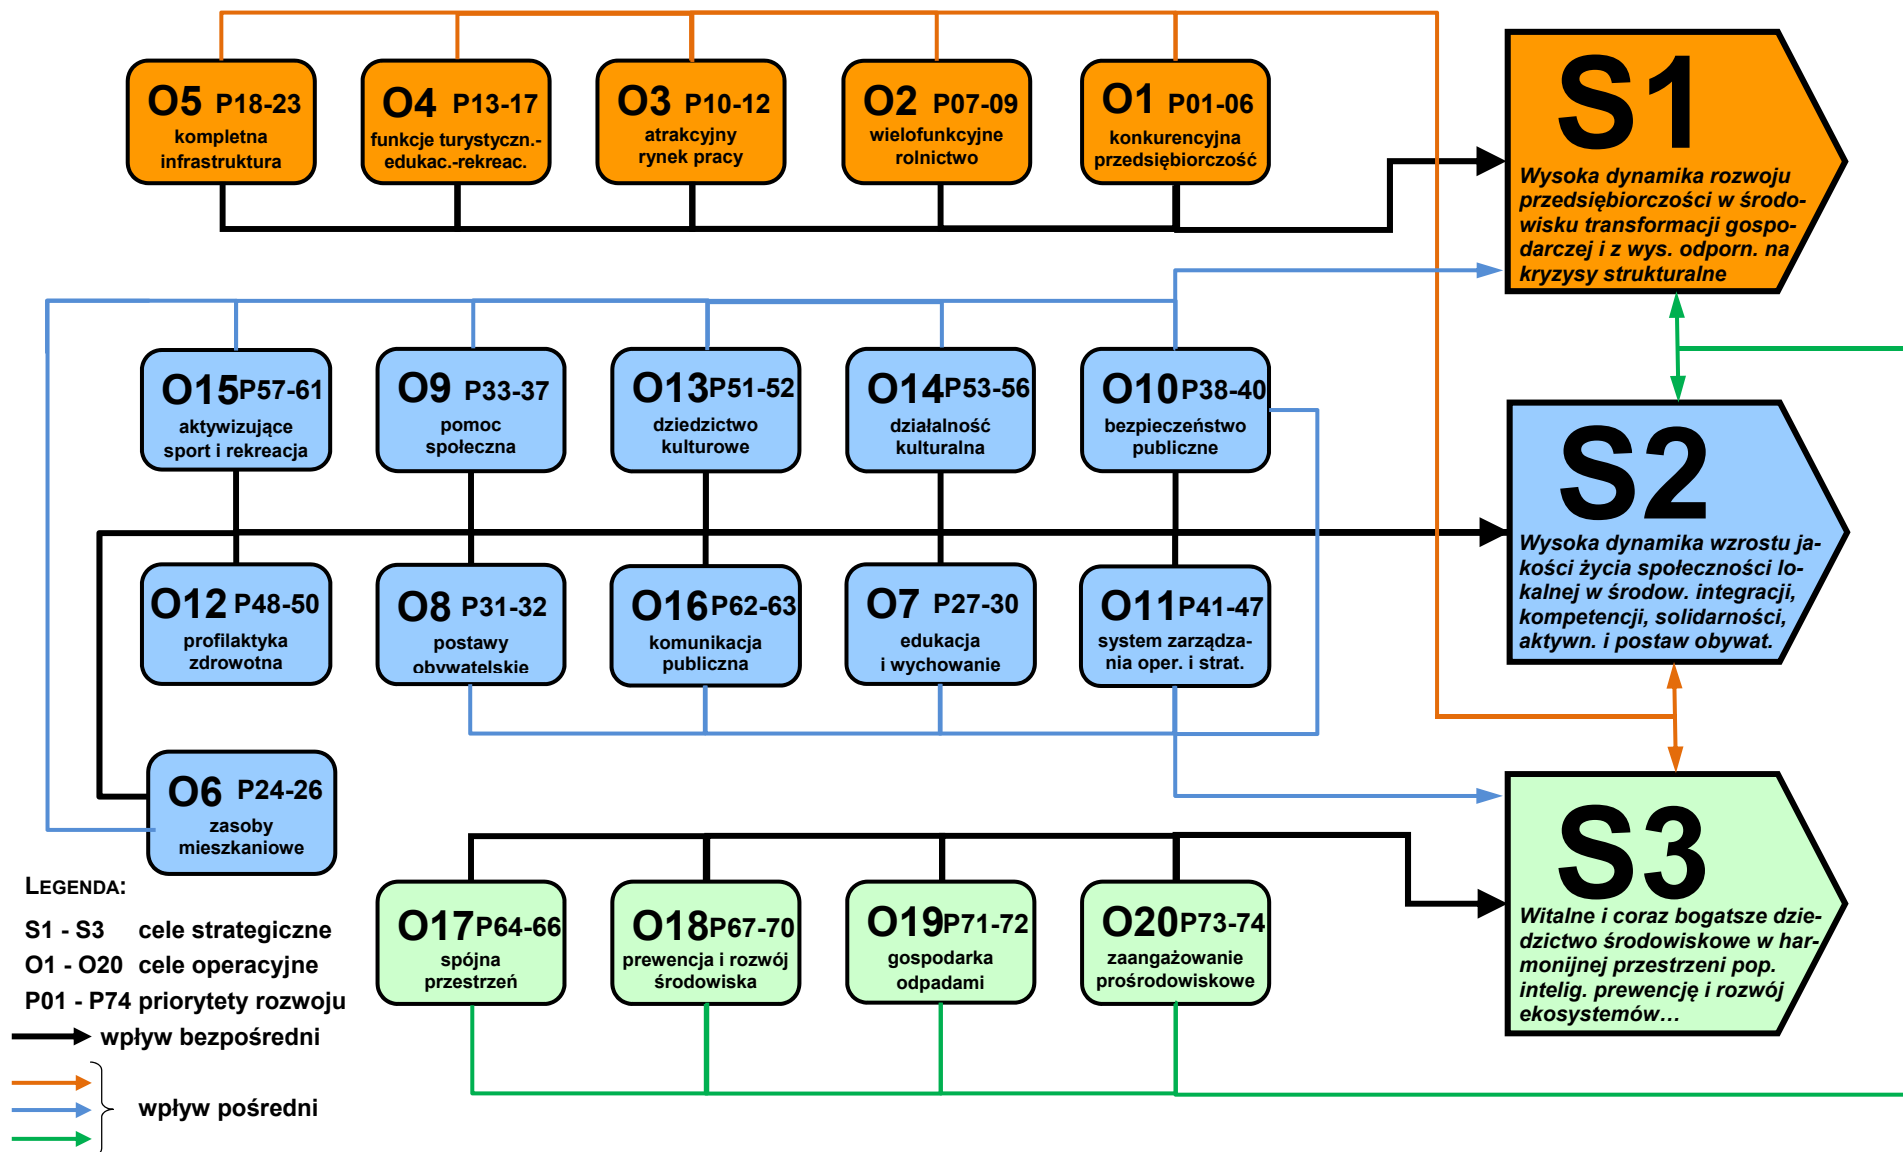 O5 P18-23
kompletna
infrastruktura
O4 P13-17
funkcje turystyczn.-
edukac.-rekreac.
O3 P10-12
atrakcyjny
rynek pracy
O2 P07-09
wielofunkcyjne
rolnictwo
O1 P01-06
konkurencyjna
przedsiębiorczość
S1
Wysoka dynamika rozwoju
przedsiębiorczości w środo-
wisku transformacji gospo-
darczej i z wys. odporn. na
kryzysy strukturalne
O15 P57-61
aktywizujące
sport i rekreacja
O9 P33-37
pomoc
społeczna
O13 P51-52
dziedzictwo
kulturowe
O14 P53-56
działalność
kulturalna
O10 P38-40
bezpieczeństwo
publiczne
S2
Wysoka dynamika wzrostu ja-
kości życia społeczności lo-
kalnej w środow. integracji,
kompetencji, solidarności,
aktywn. i postaw obywat.
O12 P48-50
profilaktyka
zdrowotna
O8 P31-32
postawy
obywatelskie
O16 P62-63
komunikacja
publiczna
O7 P27-30
edukacja
i wychowanie
O11 P41-47
system zarządza-
nia oper. i strat.
O6 P24-26
zasoby
mieszkaniowe
O17 P64-66
spójna
przestrzeń
O18 P67-70
prewencja i rozwój
środowiska
O19 P71-72
gospodarka
odpadami
O20 P73-74
zaangażowanie
prośrodowiskowe
S3
Witalne i coraz bogatsze dzie-
dzictwo środowiskowe w har-
monijnej przestrzeni pop.
intelig. prewencję i rozwój
ekosystemów…
LEGENDA:
S1 - S3 cele strategiczne
O1 - O20 cele operacyjne
P01 - P74 priorytety rozwoju
wpływ bezpośredni
wpływ pośredni